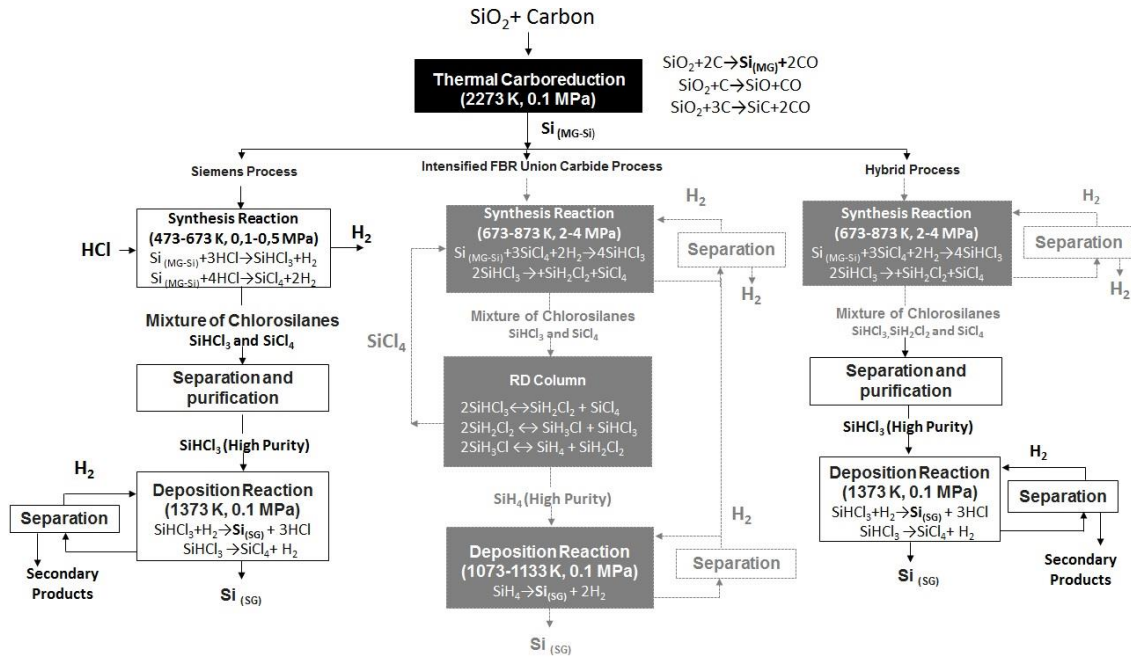 SiO₂+ Carbon
Thermal Carboreduction
(2273 K, 0.1 MPa)
SiO₂+2C→Si(MG)+2CO
SiO₂+C→SiO+CO
SiO₂+3C→SiC+2CO
Si (MG-Si)
Siemens Process
Synthesis Reaction
(473-673 K, 0,1-0,5 MPa)
Si (MG-Si)+3HCl→SiHCl₃+H₂
Si (MG-Si)+4HCl→SiCl₄+2H₂
HCl
H₂
Mixture of Chlorosilanes
SiHCl₃ and SiCl₄
Separation and
purification
SiHCl₃ (High Purity)
H₂
Separation
Deposition Reaction
(1373 K, 0.1 MPa)
SiHCl₃+H₂→Si(SG) + 3HCl
SiHCl₃ →SiCl₄+ H₂
Secondary
Products
Si (SG)
Intensified FBR Union Carbide Process
Synthesis Reaction
(673-873 K, 2-4 MPa)
Si (MG-Si)+3SiCl₄+2H₂→4SiHCl₃
2SiHCl₃→+SiH₂Cl₂+SiCl₄
H₂
Separation
H₂
Mixture of Chlorosilanes
SiHCl₃ and SiCl₄
SiCl₄
RD Column
2SiHCl₃↔SiH₂Cl₂ + SiCl₄
2SiH₂Cl₂ ↔ SiH₃Cl + SiHCl₃
2SiH₃Cl ↔ SiH₄ + SiH₂Cl₂
SiH₄ (High Purity)
H₂
Deposition Reaction
(1073-1133 K, 0.1 MPa)
SiH₄→Si(SG) + 2H₂
Separation
Si (SG)
Hybrid Process
Synthesis Reaction
(673-873 K, 2-4 MPa)
Si (MG-Si)+3SiCl₄+2H₂→4SiHCl₃
2SiHCl₃→+SiH₂Cl₂+SiCl₄
H₂
Separation
H₂
Mixture of Chlorosilanes
SiHCl₃,SiH₂Cl₂ and SiCl₄
Separation and
purification
SiHCl₃ (High Purity)
H₂
Deposition Reaction
(1373 K, 0.1 MPa)
SiHCl₃+H₂→Si(SG) + 3HCl
SiHCl₃ →SiCl₄+ H₂
Separation
Secondary
Products
Si (SG)